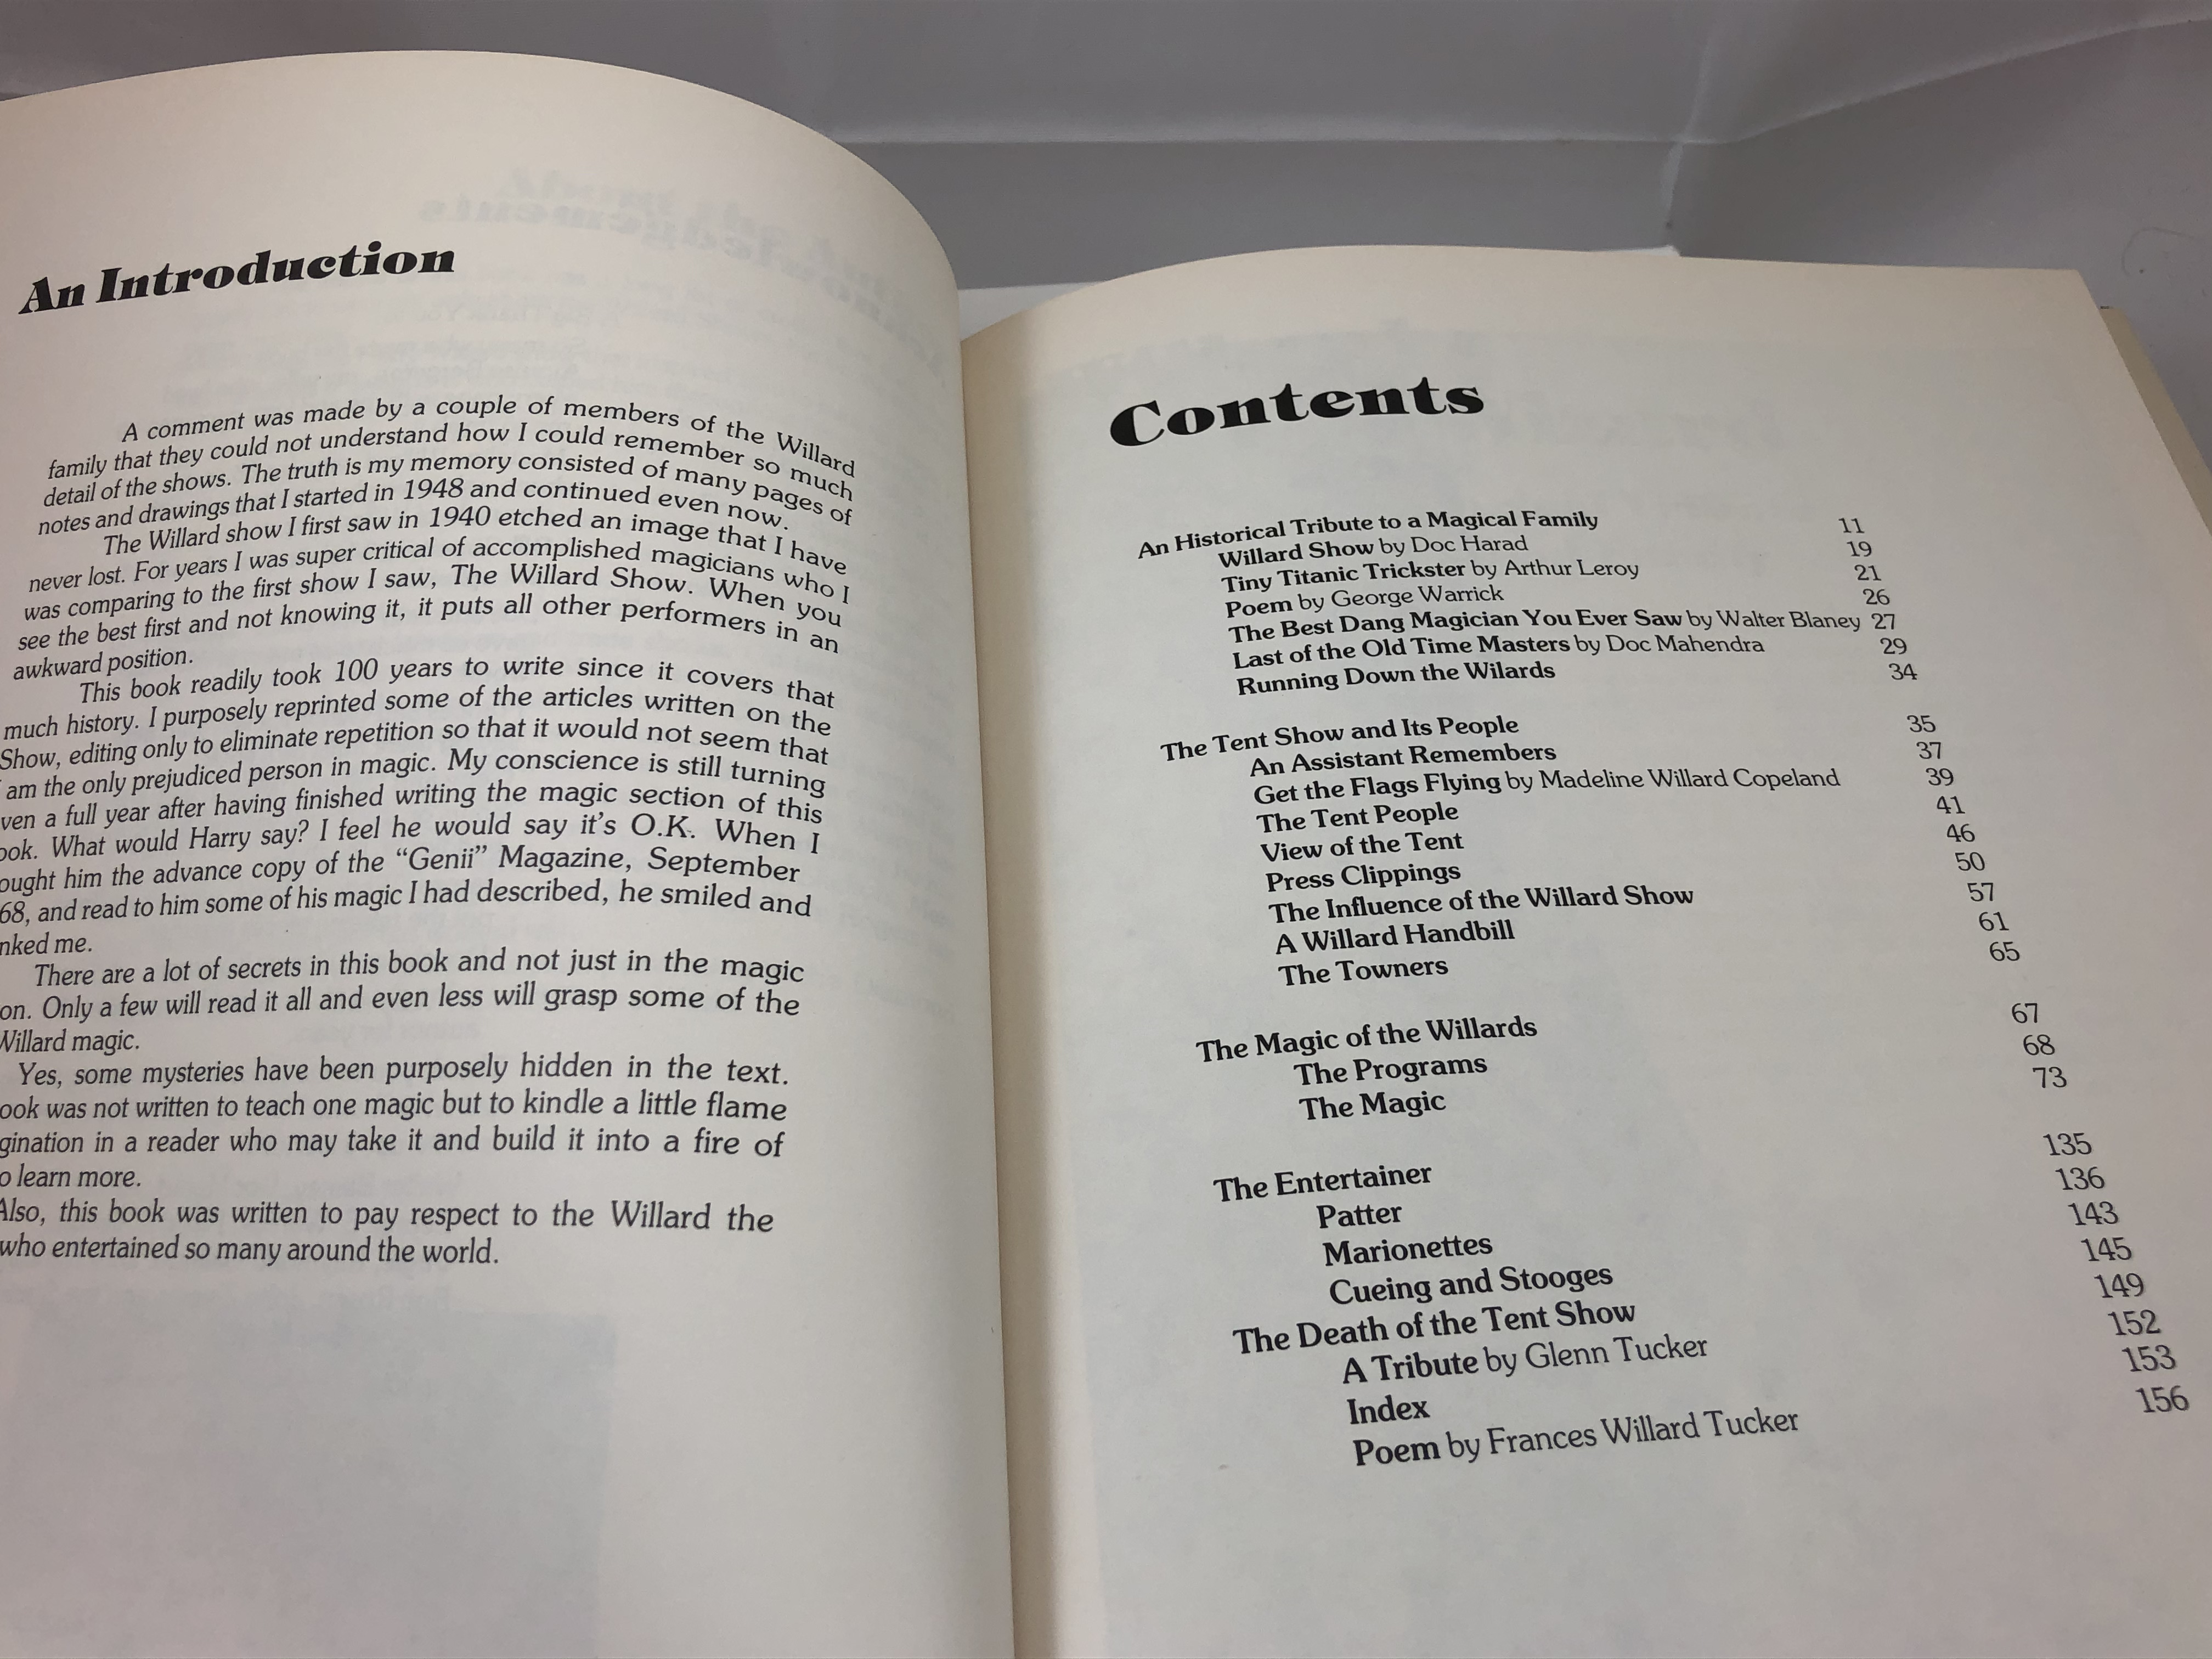 An Introduction
A comment was made by a couple of members of the Willard
family that they could not understand how I could remember so much
detail of the shows. The truth is my memory consisted of many pages of
notes and drawings that I started in 1948 and continued even now.
The Willard show I first saw in 1940 etched an image that I have
never lost. For years I was super critical of accomplished magicians who I
was comparing to the first show I saw, The Willard Show. When you
see the best first and not knowing it, it puts all other performers in an
awkward position.
This book readily took 100 years to write since it covers that
much history. I purposely reprinted some of the articles written on the
Show, editing only to eliminate repetition so that it would not seem that
am the only prejudiced person in magic. My conscience is still turning
ven a full year after having finished writing the magic section of this
ook. What would Harry say? I feel he would say it's O.K. When I
ought him the advance copy of the “Genii” Magazine, September
68, and read to him some of his magic I had described, he smiled and
nked me.
There are a lot of secrets in this book and not just in the magic
on. Only a few will read it all and even less will grasp some of the
Willard magic.
Yes, some mysteries have been purposely hidden in the text.
ook was not written to teach one magic but to kindle a little flame
gination in a reader who may take it and build it into a fire of
o learn more.
Also, this book was written to pay respect to the Willard the
who entertained so many around the world.
Contents
An Historical Tribute to a Magical Family 11
Willard Show by Doc Harad 19
Tiny Titanic Trickster by Arthur Leroy 21
Poem by George Warrick 26
The Best Dang Magician You Ever Saw by Walter Blaney 27
Last of the Old Time Masters by Doc Mahendra 29
Running Down the Wilards 34
The Tent Show and Its People 35
An Assistant Remembers 37
Get the Flags Flying by Madeline Willard Copeland 39
The Tent People 41
View of the Tent 46
Press Clippings 50
The Influence of the Willard Show 57
A Willard Handbill 61
The Towners 65
The Magic of the Willards 67
The Programs 68
The Magic 73
The Entertainer 135
Patter 136
Marionettes 143
Cueing and Stooges 145
The Death of the Tent Show 149
A Tribute by Glenn Tucker 152
Index 153
Poem by Frances Willard Tucker 156